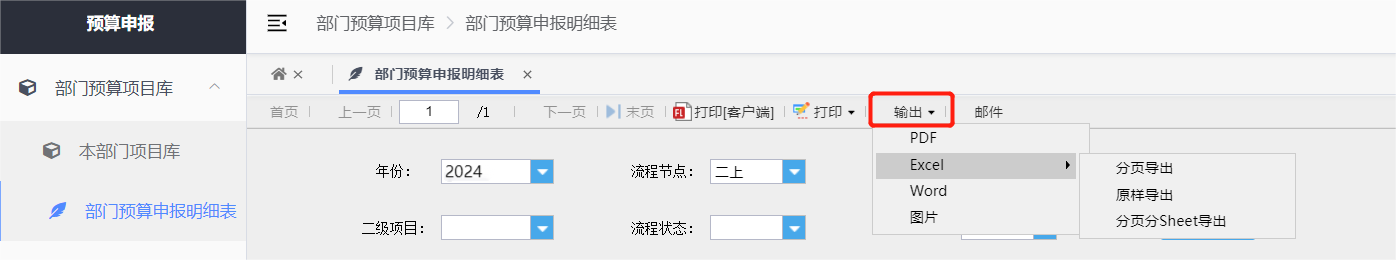 预算申报
部门预算项目库 > 部门预算申报明细表
部门预算项目库
部门预算申报明细表
首页 上一页 1 /1 下一页 末页 打印[客户端] 打印 输出 邮件
PDF
本部门项目库
年份: 2024 流程节点: 二上
Excel
分页导出
Word
原样导出
部门预算申报明细表
二级项目: 流程状态:
图片
分页分Sheet导出